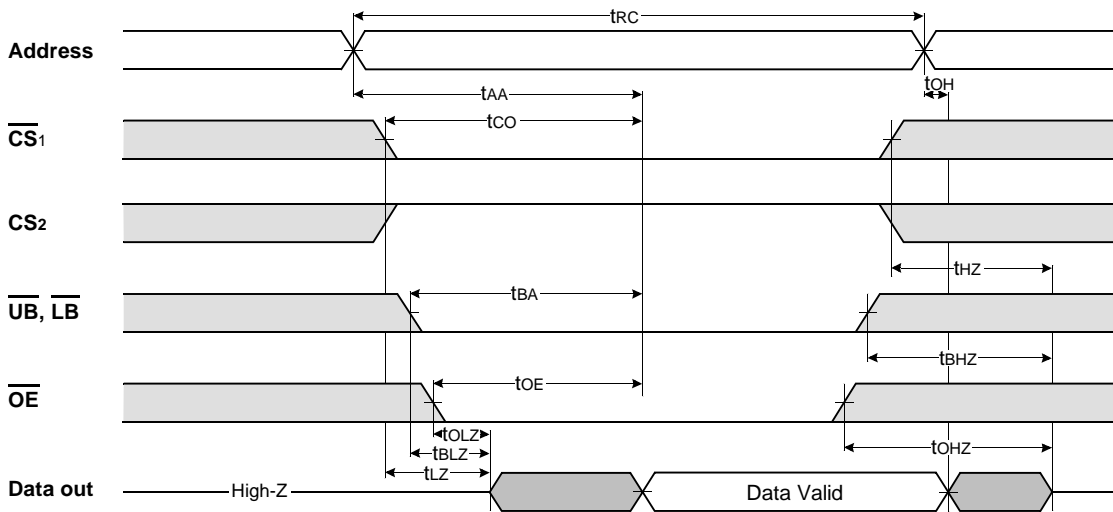 tRC
Address
tOH
tAA
tCO
CS1
CS2
tHZ
tBA
UB, LB
tBHZ
tOE
OE
tOLZ
tBLZ
tOHZ
tLZ
Data out
High-Z
Data Valid